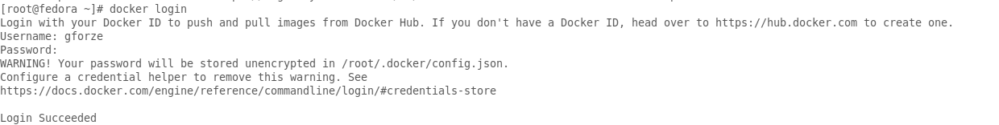 [root@fedora ~]# docker login
Login with your Docker ID to push and pull images from Docker Hub. If you don't have a Docker ID, head over to https://hub.docker.com to create one.
Username: gforze
Password:
WARNING! Your password will be stored unencrypted in /root/.docker/config.json.
Configure a credential helper to remove this warning. See
https://docs.docker.com/engine/reference/commandline/login/#credentials-store
Login Succeeded